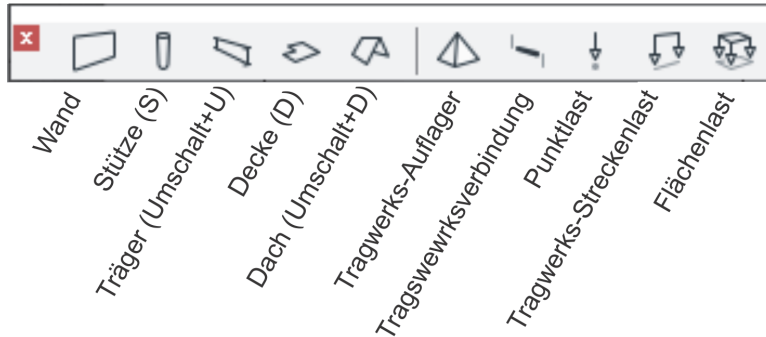 x
Wand
Stütze (S)
Träger (Umschalt+U)
Decke (D)
Dach (Umschalt+D)
Tragwerks-Auflager
Tragswewrksverbindung
Punktlast
Tragwerks-Streckenlast
Flächenlast